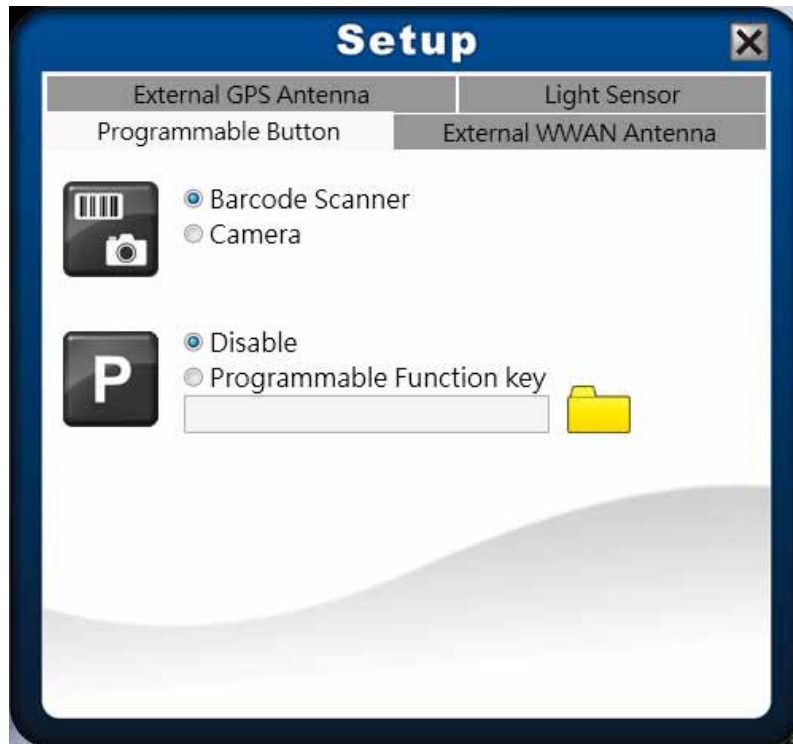 Setup
External GPS Antenna
Light Sensor
Programmable Button
External WWAN Antenna
Barcode Scanner
Camera
P
Disable
Programmable Function key